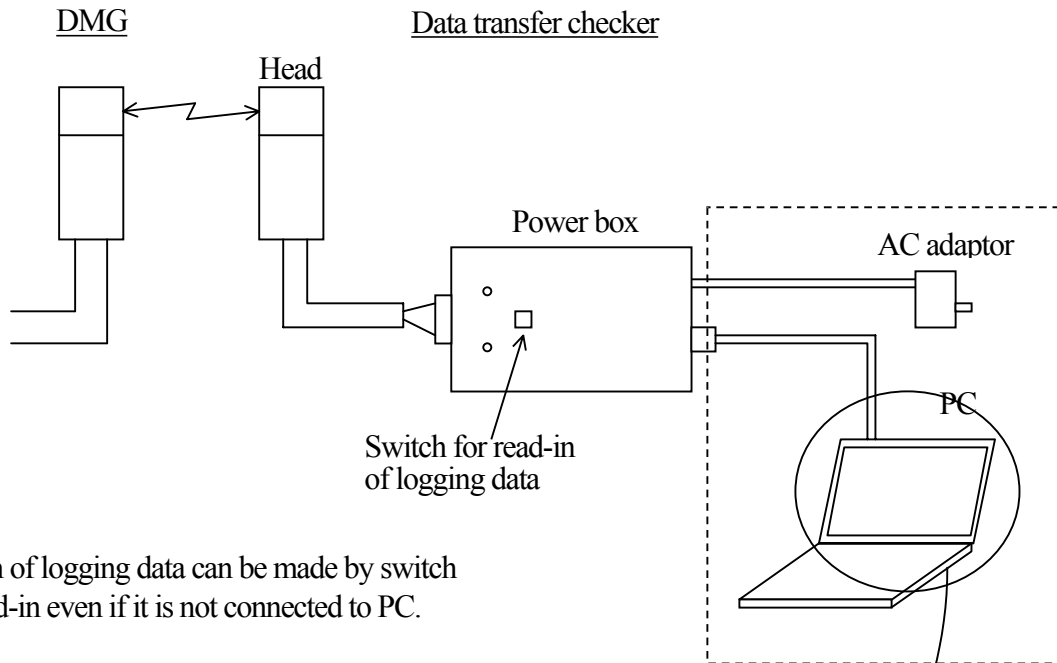 DMG
Data transfer checker
Head
Power box
AC adaptor
PC
Switch for read-in
of logging data
of logging data can be made by switch
even if it is not connected to PC.